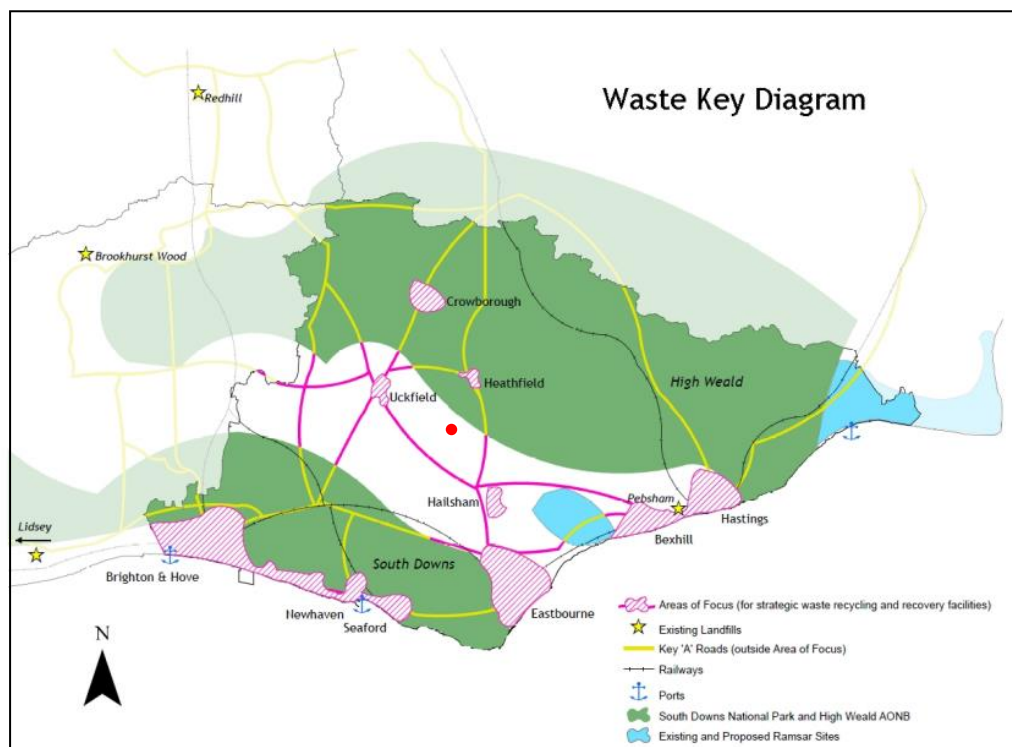 Waste Key Diagram
Redhill
Brookhurst Wood
Crowborough
Heathfield
High Weald
Uckfield
Hailsham
Pebsham
Hastings
Bexhill
Lidsey
Brighton & Hove
South Downs
Newhaven
Seaford
Eastbourne
N
Areas of Focus (for strategic waste recycling and recovery facilities)
Existing Landfills
Key 'A' Roads (outside Area of Focus)
Railways
Ports
South Downs National Park and High Weald AONB
Existing and Proposed Ramsar Sites